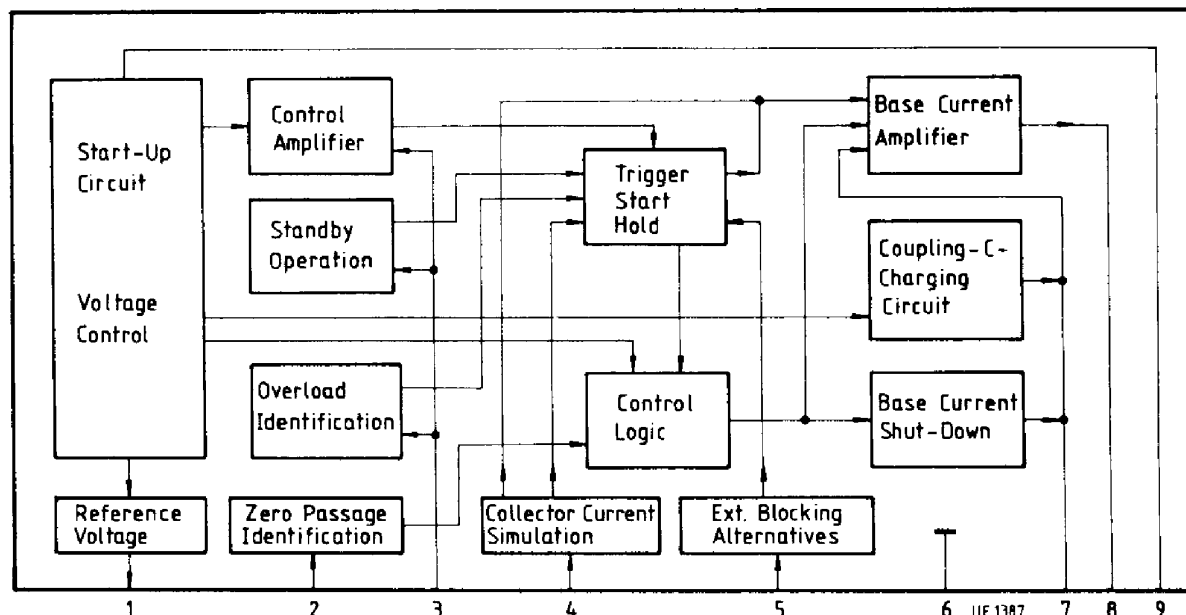 Start-Up
Circuit
Voltage
Control
Control
Amplifier
Standby
Operation
Overload
Identification
Reference
Voltage
Zero Passage
Identification
Trigger
Start
Hold
Control
Logic
Collector Current
Simulation
Ext. Blocking
Alternatives
Base Current
Amplifier
Coupling-C-
Charging
Circuit
Base Current
Shut-Down
1 2 3 4 5 6 UF 1387 7 8 9